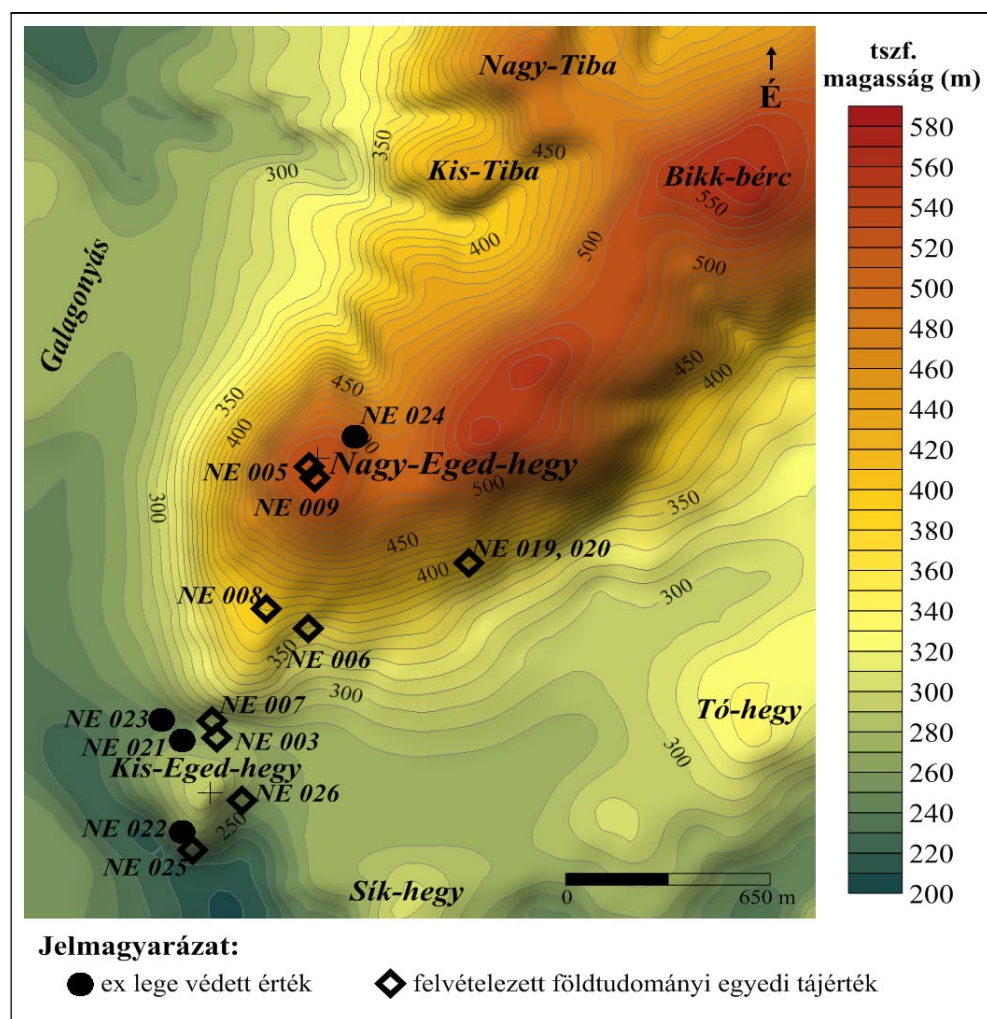 Nagy-Tiba
É
tszf.
magasság (m)
350
300
Kis-Tiba
450
Bikk-bérc
550
400
500
500
Galagonyás
350
400
450
NE 024
450
400
NE 005
Nagy-Eged-hegy
NE 009
500
300
450
400
NE 019, 020
350
300
NE 008
350
NE 006
300
NE 007
NE 023
NE 003
NE 021
Kis-Eged-hegy
Tó-hegy
300
NE 026
NE 022
250
NE 025
Sík-hegy
0
650 m
580
560
540
520
500
480
460
440
420
400
380
360
340
320
300
280
260
240
220
200
Jelmagyarázat:
ex lege védett érték
felvételezett földtudományi egyedi tájérték